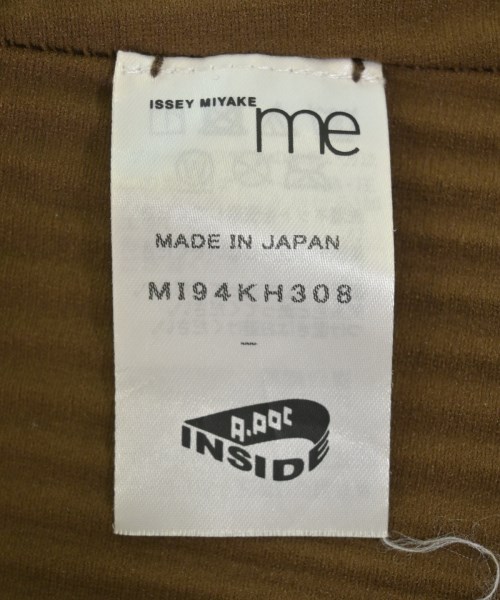 ISSEY MIYAKE me
MADE IN JAPAN
MI94KH308
A-POC
INSIDE